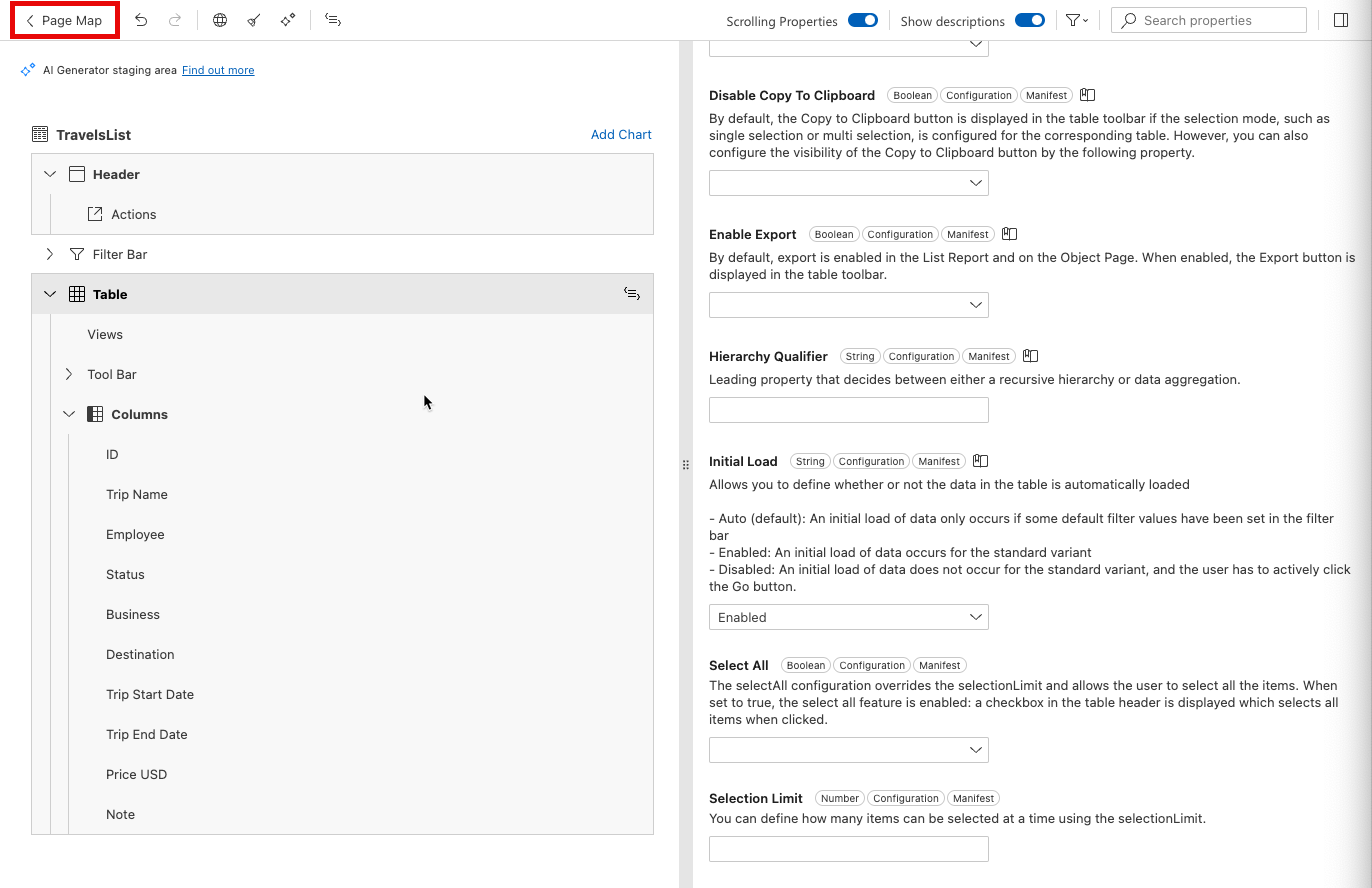 Page Map
Scrolling Properties
Show descriptions
Search properties
AI Generator staging area Find out more
TravelsList
Add Chart
Header
Actions
Filter Bar
Table
Views
Tool Bar
Columns
ID
Trip Name
Employee
Status
Business
Destination
Trip Start Date
Trip End Date
Price USD
Note
Disable Copy To Clipboard Boolean Configuration Manifest
By default, the Copy to Clipboard button is displayed in the table toolbar if the selection mode, such as
single selection or multi selection, is configured for the corresponding table. However, you can also
configure the visibility of the Copy to Clipboard button by the following property.
Enable Export Boolean Configuration Manifest
By default, export is enabled in the List Report and on the Object Page. When enabled, the Export button is
displayed in the table toolbar.
Hierarchy Qualifier String Configuration Manifest
Leading property that decides between either a recursive hierarchy or data aggregation.
Initial Load String Configuration Manifest
Allows you to define whether or not the data in the table is automatically loaded
- Auto (default): An initial load of data only occurs if some default filter values have been set in the filter
bar
- Enabled: An initial load of data occurs for the standard variant
- Disabled: An initial load of data does not occur for the standard variant, and the user has to actively click
the Go button.
Enabled
Select All Boolean Configuration Manifest
The selectAll configuration overrides the selectionLimit and allows the user to select all the items. When
set to true, the select all feature is enabled: a checkbox in the table header is displayed which selects all
items when clicked.
Selection Limit Number Configuration Manifest
You can define how many items can be selected at a time using the selectionLimit.